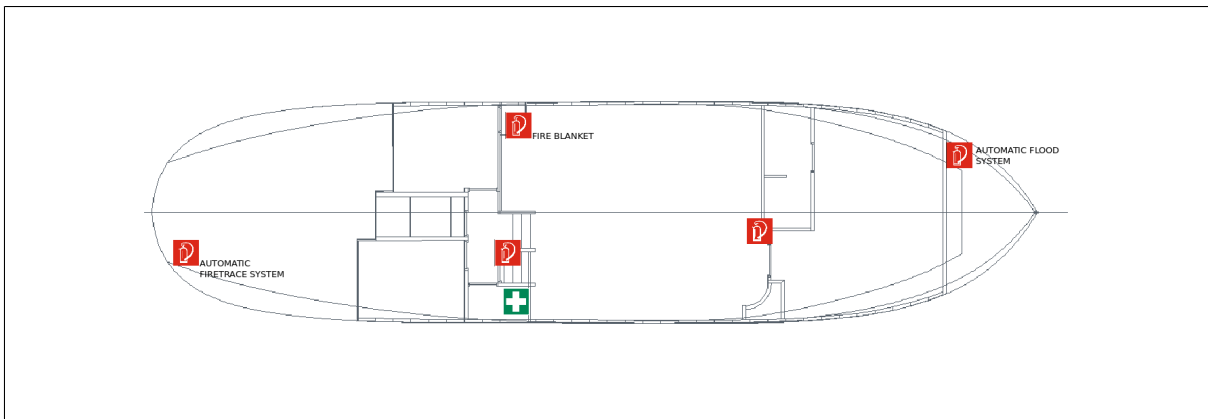 FIRE BLANKET
AUTOMATIC FLOOD
SYSTEM
AUTOMATIC
FIRETRACE SYSTEM